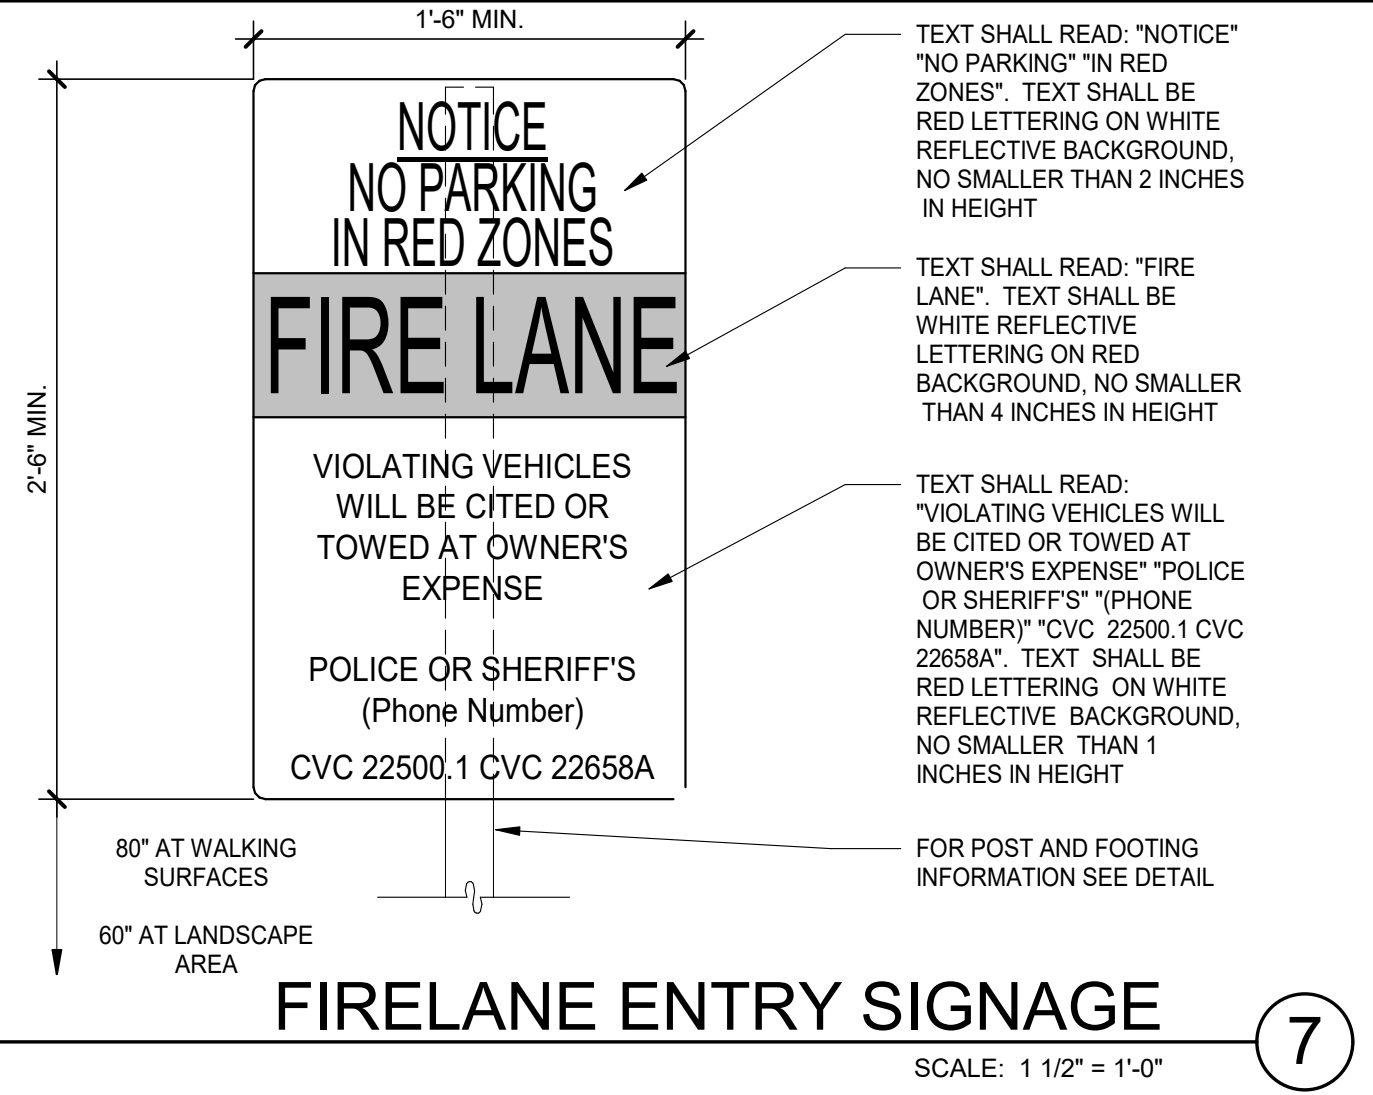 1'-6" MIN.
2'-6" MIN.
NOTICE
NO PARKING
IN RED ZONES
FIRE LANE
VIOLATING VEHICLES
WILL BE CITED OR
TOWED AT OWNER'S
EXPENSE
POLICE OR SHERIFF'S
(Phone Number)
CVC 22500.1 CVC 22658A
80" AT WALKING
SURFACES
60" AT LANDSCAPE
AREA
TEXT SHALL READ: "NOTICE"
"NO PARKING" "IN RED
ZONES". TEXT SHALL BE
RED LETTERING ON WHITE
REFLECTIVE BACKGROUND,
NO SMALLER THAN 2 INCHES
IN HEIGHT
TEXT SHALL READ: "FIRE
LANE". TEXT SHALL BE
WHITE REFLECTIVE
LETTERING ON RED
BACKGROUND, NO SMALLER
THAN 4 INCHES IN HEIGHT
TEXT SHALL READ:
"VIOLATING VEHICLES WILL
BE CITED OR TOWED AT
OWNER'S EXPENSE" "POLICE
OR SHERIFF'S" "(PHONE
NUMBER)" "CVC 22500.1 CVC
22658A". TEXT SHALL BE
RED LETTERING ON WHITE
REFLECTIVE BACKGROUND,
NO SMALLER THAN 1
INCHES IN HEIGHT
FOR POST AND FOOTING
INFORMATION SEE DETAIL
FIRELANE ENTRY SIGNAGE
7
SCALE: 1 1/2" = 1'-0"